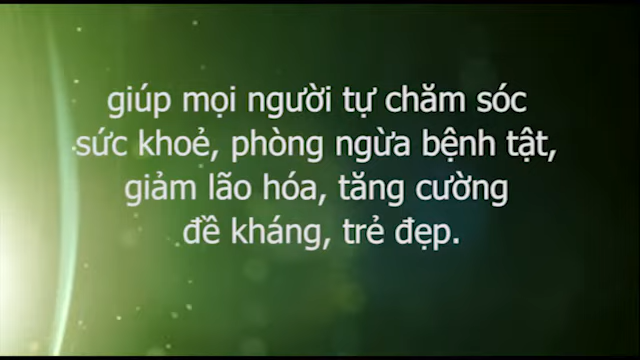 giúp mọi người tự chăm sóc
sức khoẻ, phòng ngừa bệnh tật,
giảm lão hóa, tăng cường
đề kháng, trẻ đẹp.